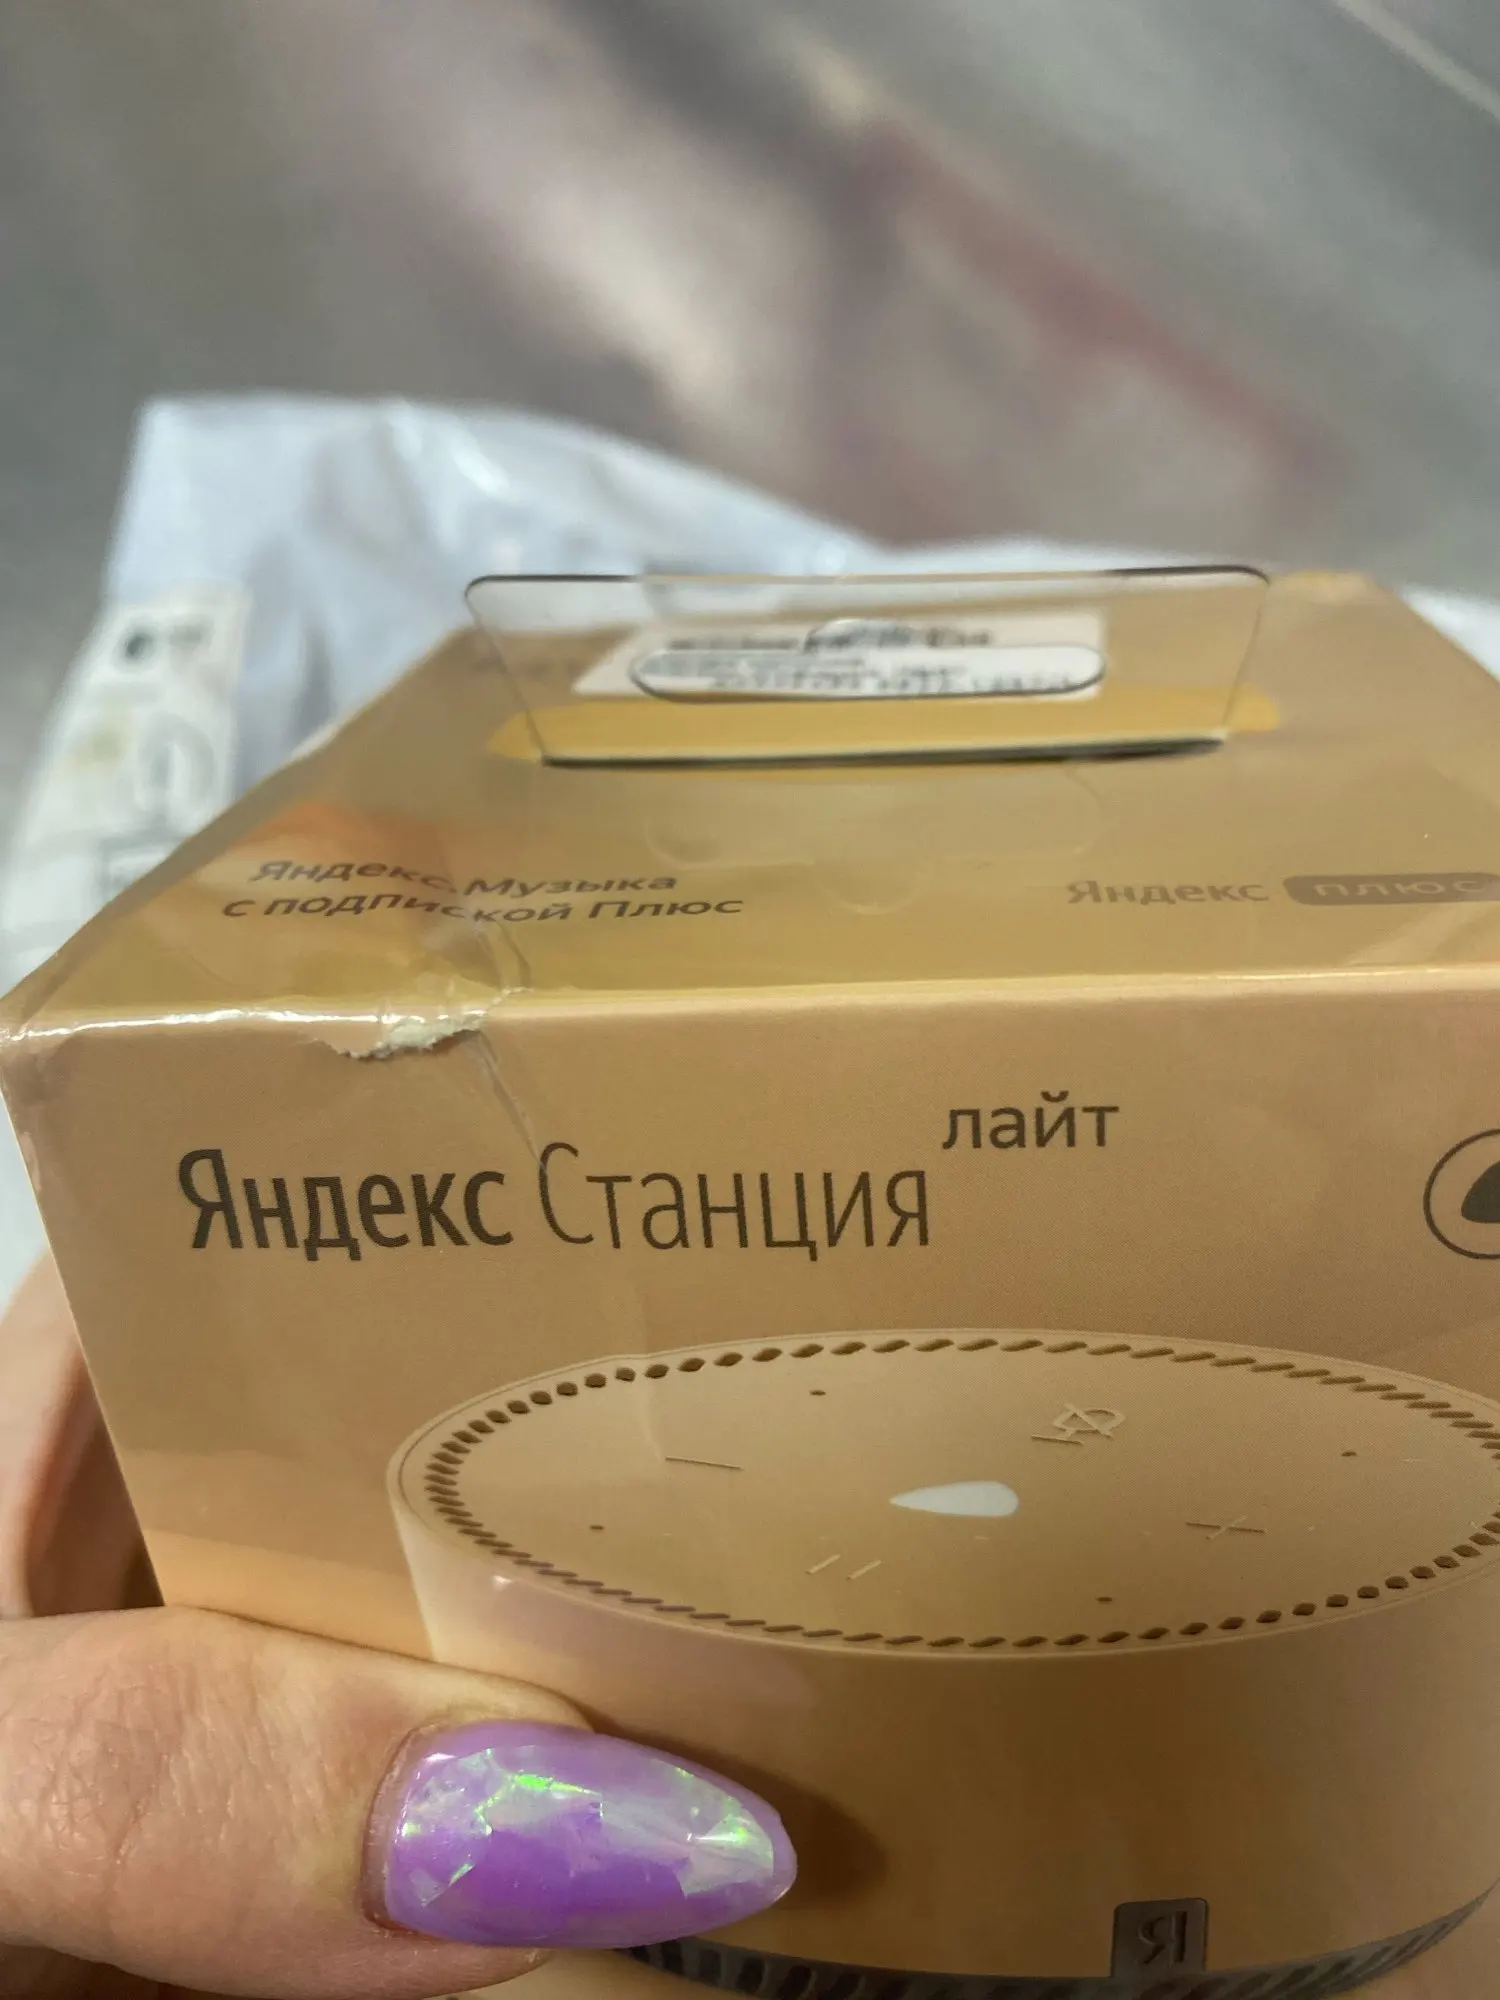 Яндекс.Музыка
с подпиской Плюс
Яндекс плюс
Яндекс Станция лайт
Я